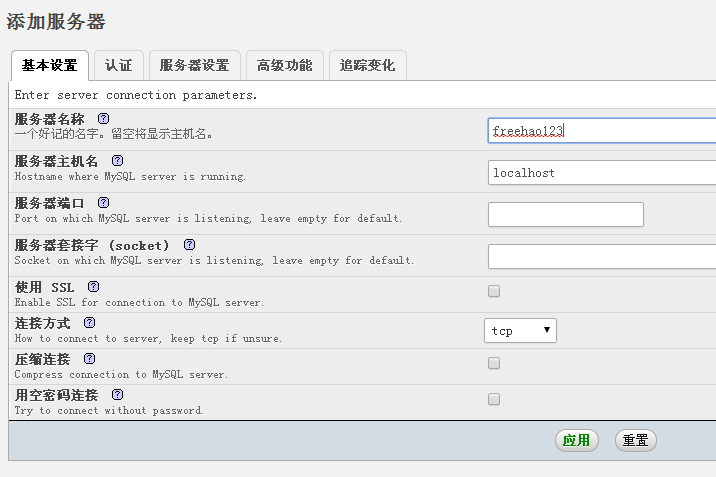 添加服务器
基本设置 认证 服务器设置 高级功能 追踪变化
Enter server connection parameters.
服务器名称 ?
一个好记的名字。留空将显示主机名。
freehao123
服务器主机名 ?
Hostname where MySQL server is running.
localhost
服务器端口 ?
Port on which MySQL server is listening, leave empty for default.
服务器套接字 (socket) ?
Socket on which MySQL server is listening, leave empty for default.
使用 SSL ?
Enable SSL for connection to MySQL server.
连接方式 ?
How to connect to server, keep tcp if unsure.
tcp
压缩连接 ?
Compress connection to MySQL server.
用空密码连接 ?
Try to connect without password.
应用 重置